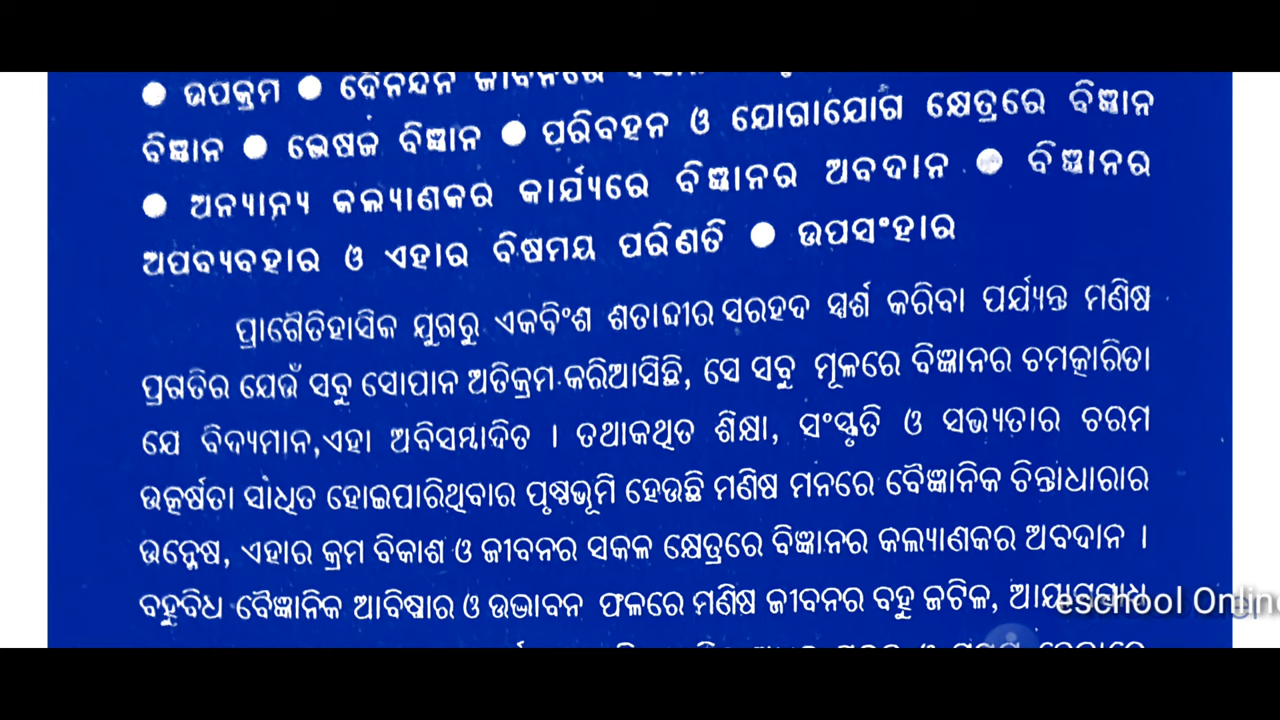 ● ଉପକ୍ରମ ● ଦୈନନ୍ଦିନ ଜୀବନରେ
ବିଜ୍ଞାନ ● ଭେଷଜ ବିଜ୍ଞାନ ● ପରିବହନ ଓ ଯୋଗାଯୋଗ କ୍ଷେତ୍ରରେ ବିଜ୍ଞାନ
● ଅନ୍ୟାନ୍ୟ କଲ୍ୟାଣକର କାର୍ଯ୍ୟରେ ବିଜ୍ଞାନର ଅବଦାନ ● ବିଜ୍ଞାନର
ଅପବ୍ୟବହାର ଓ ଏହାର ବିଷମୟ ପରିଣତି ● ଉପସଂହାର
ପ୍ରାଗୈତିହାସିକ ଯୁଗରୁ ଏକବିଂଶ ଶତାବ୍ଦୀର ସରହଦ ସ୍ପର୍ଶ କରିବା ପର୍ଯ୍ୟନ୍ତ ମଣିଷ
ପ୍ରଗତିର ଯେଉଁ ସବୁ ସୋପାନ ଅତିକ୍ରମ କରିଆସିଛି, ସେ ସବୁ ମୂଳରେ ବିଜ୍ଞାନର ଚମତ୍କାରିତା
ଯେ ବିଦ୍ୟମାନ, ଏହା ଅବିସମ୍ବାଦିତ । ତଥାକଥିତ ଶିକ୍ଷା, ସଂସ୍କୃତି ଓ ସଭ୍ୟତାର ଚରମ
ଉତ୍କର୍ଷତା ସାଧିତ ହୋଇପାରିଥିବାର ପୃଷ୍ଠଭୂମି ହେଉଛି ମଣିଷ ମନରେ ବୈଜ୍ଞାନିକ ଚିନ୍ତାଧାରାର
ଉନ୍ମେଷ, ଏହାର କ୍ରମ ବିକାଶ ଓ ଜୀବନର ସକଳ କ୍ଷେତ୍ରରେ ବିଜ୍ଞାନର କଲ୍ୟାଣକର ଅବଦାନ ।
ବହୁବିଧ ବୈଜ୍ଞାନିକ ଆବିଷ୍କାର ଓ ଉଦ୍ଭାବନ ଫଳରେ ମଣିଷ ଜୀବନର ବହୁ ଜଟିଳ,
eschool Online